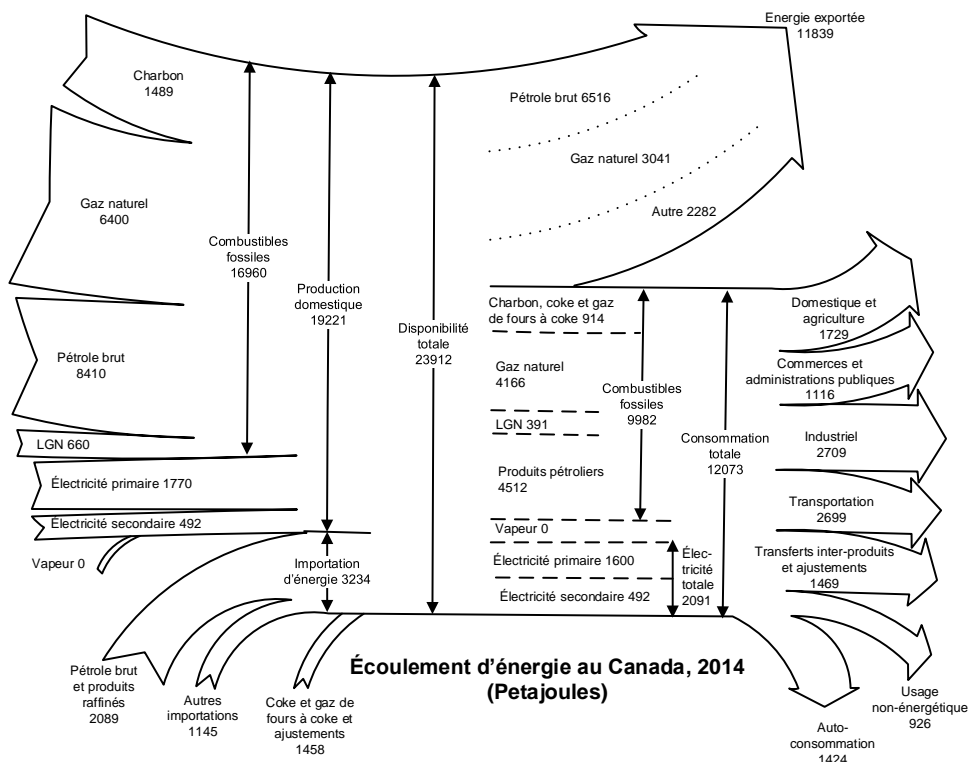 Energie exportée
11839
Charbon
1489
Pétrole brut 6516
Gaz naturel 3041
Autre 2282
Gaz naturel
6400
Combustibles
fossiles
16960
Production
domestique
19221
Disponibilité
totale
23912
Charbon, coke et gaz
de fours à coke 914
Gaz naturel
4166
LGN 391
Produits pétroliers
4512
Vapeur 0
Électricité primaire 1600
Électricité secondaire 492
Combustibles
fossiles
9982
Élec-
tricité
totale
2091
Consommation
totale
12073
Domestique et
agriculture
1729
Commerces et
administrations publiques
1116
Industriel
2709
Transportation
2699
Transferts inter-produits
et ajustements
1469
Pétrole brut
8410
LGN 660
Électricité primaire 1770
Électricité secondaire 492
Vapeur 0
Importation
d'énergie 3234
Pétrole brut
et produits
raffinés
2089
Autres
importations
1145
Coke et gaz de
fours à coke et
ajustements
1458
Écoulement d'énergie au Canada, 2014
(Petajoules)
Usage
non-énergétique
926
Auto-
consommation
1424